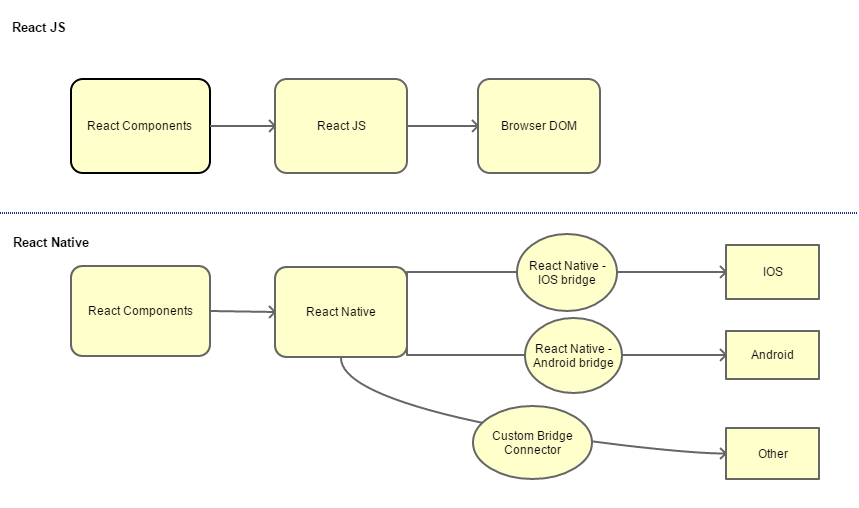 React JS
React Components
React JS
Browser DOM
React Native
React Components
React Native
React Native -
IOS bridge
IOS
React Native -
Android bridge
Android
Custom Bridge
Connector
Other